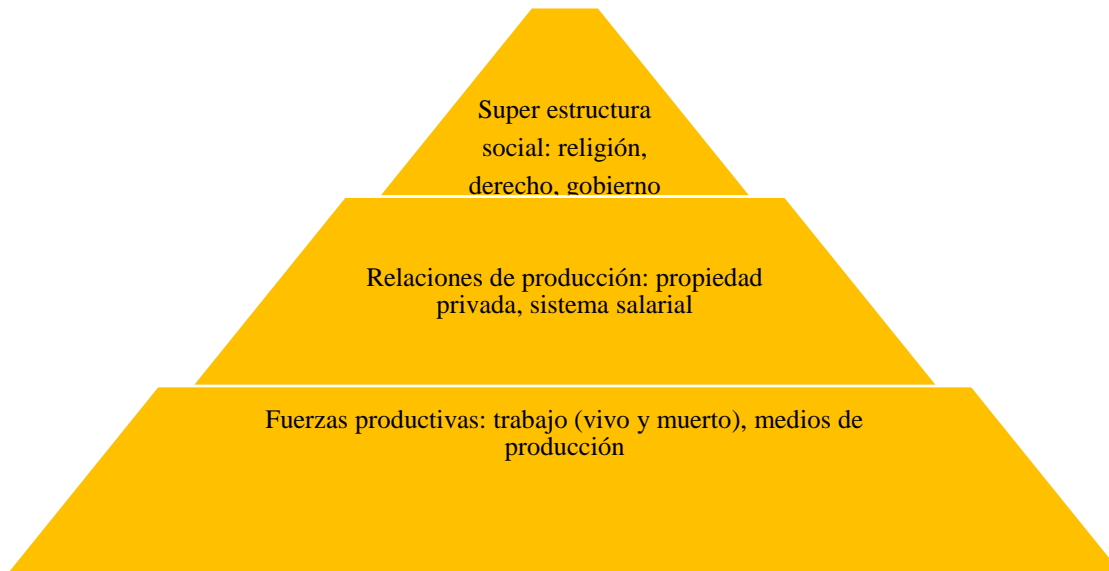 Super estructura
social: religión,
derecho, gobierno
Relaciones de producción: propiedad
privada, sistema salarial
Fuerzas productivas: trabajo (vivo y muerto), medios de
producción